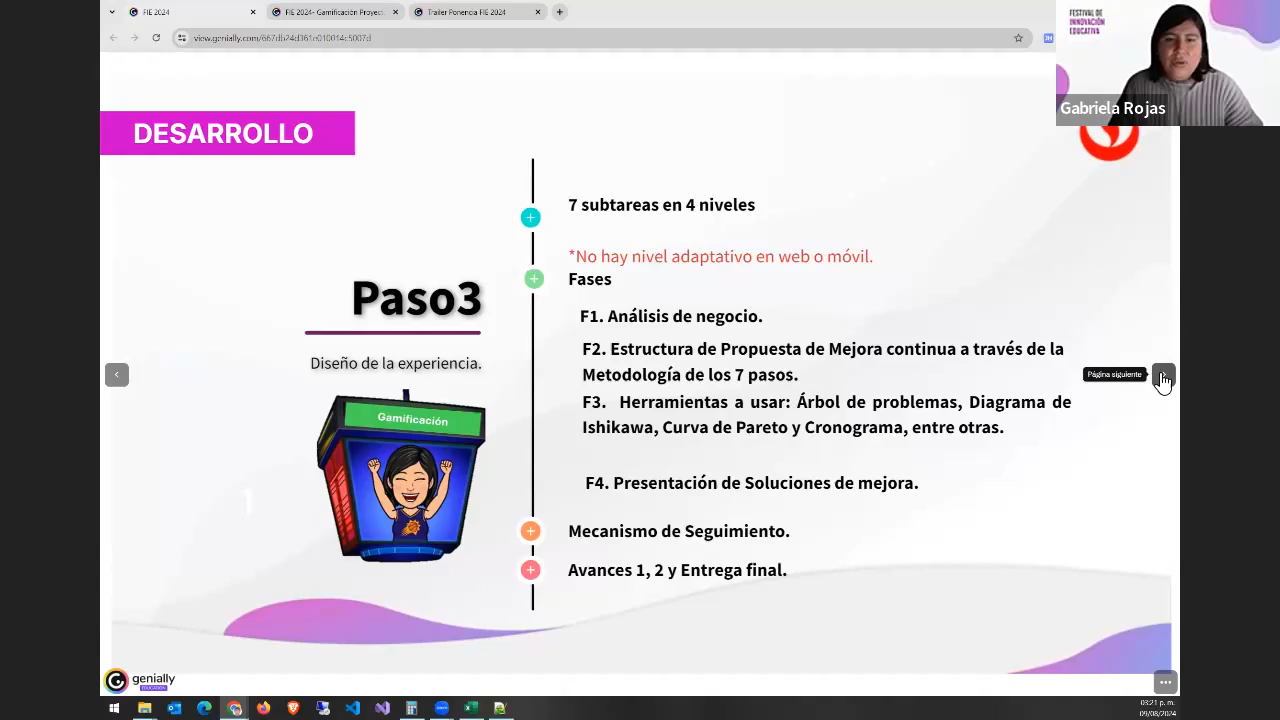 FIE 2024
FIE 2024- Gamificación Proyect
Trailer Ponencia FIE 2024
view.genially.com/667db24d361e010014c5007d
FESTIVAL DE
INNOVACIÓN
EDUCATIVA
Gabriela Rojas
DESARROLLO
7 subtareas en 4 niveles
*No hay nivel adaptativo en web o móvil.
Fases
Paso3
Diseño de la experiencia.
F1. Análisis de negocio.
F2. Estructura de Propuesta de Mejora continua a través de la
Metodología de los 7 pasos.
F3. Herramientas a usar: Árbol de problemas, Diagrama de
Ishikawa, Curva de Pareto y Cronograma, entre otras.
F4. Presentación de Soluciones de mejora.
Mecanismo de Seguimiento.
Avances 1, 2 y Entrega final.
Página siguiente
Gamificación
1
genially
EDUCATION
03:21 p. m.
09/08/2024